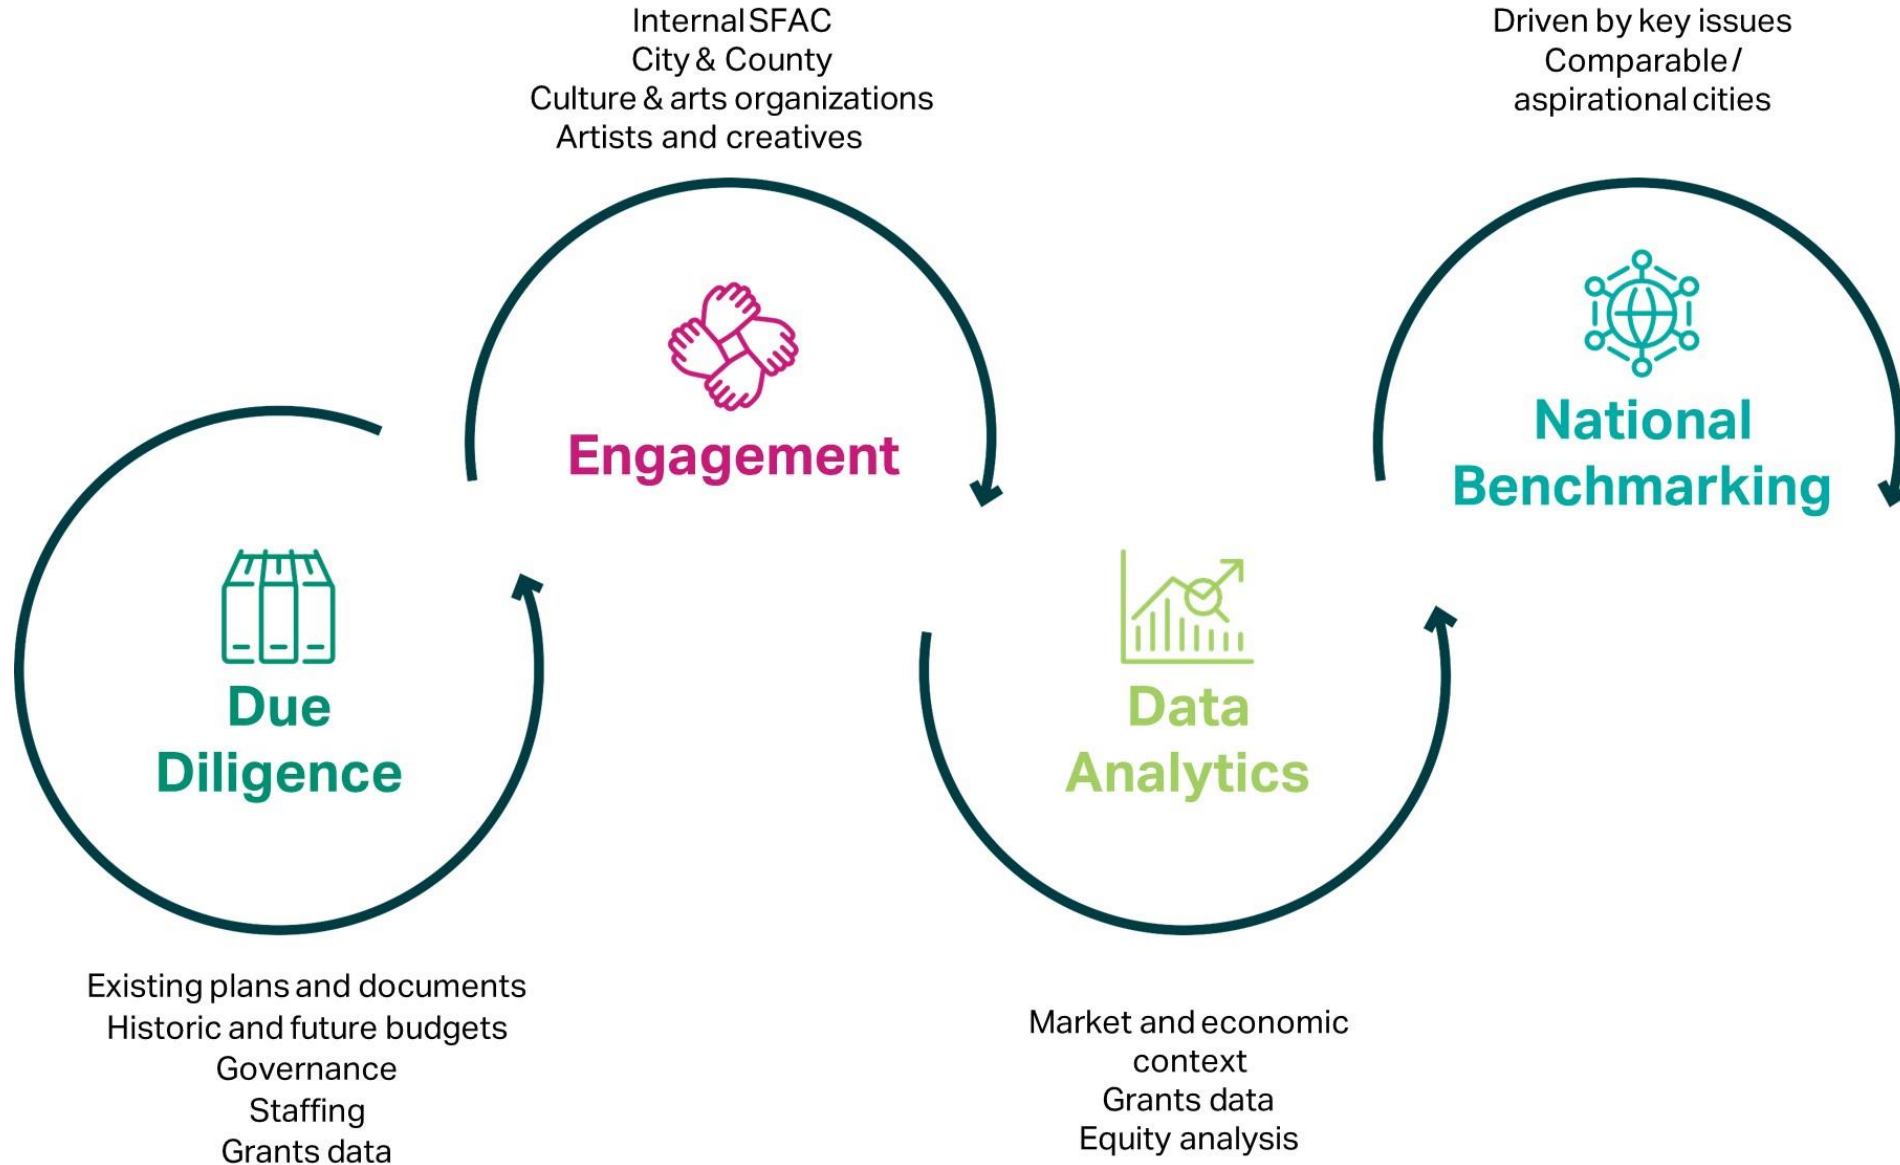 Internal SFAC
City & County
Culture & arts organizations
Artists and creatives
Driven by key issues
Comparable/
aspirational cities
Engagement
National
Benchmarking
Due
Diligence
Data
Analytics
Existing plans and documents
Historic and future budgets
Governance
Staffing
Grants data
Market and economic
context
Grants data
Equity analysis